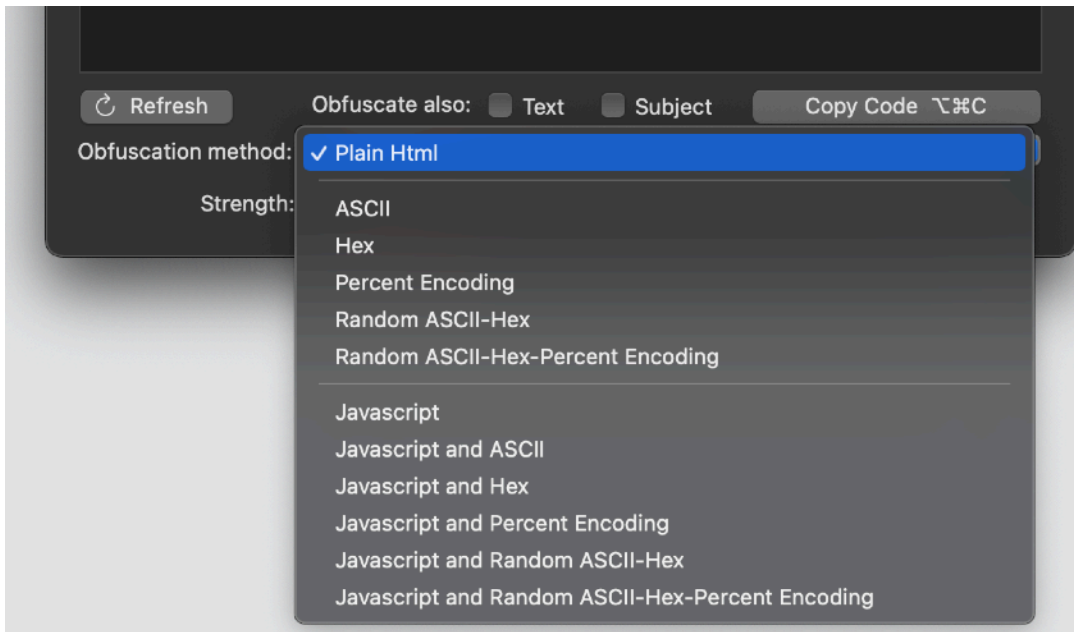 Refresh
Obfuscate also: Text Subject Copy Code ⌥⌘C
Obfuscation method: ✓ Plain Html
Strength:
ASCII
Hex
Percent Encoding
Random ASCII-Hex
Random ASCII-Hex-Percent Encoding
Javascript
Javascript and ASCII
Javascript and Hex
Javascript and Percent Encoding
Javascript and Random ASCII-Hex
Javascript and Random ASCII-Hex-Percent Encoding